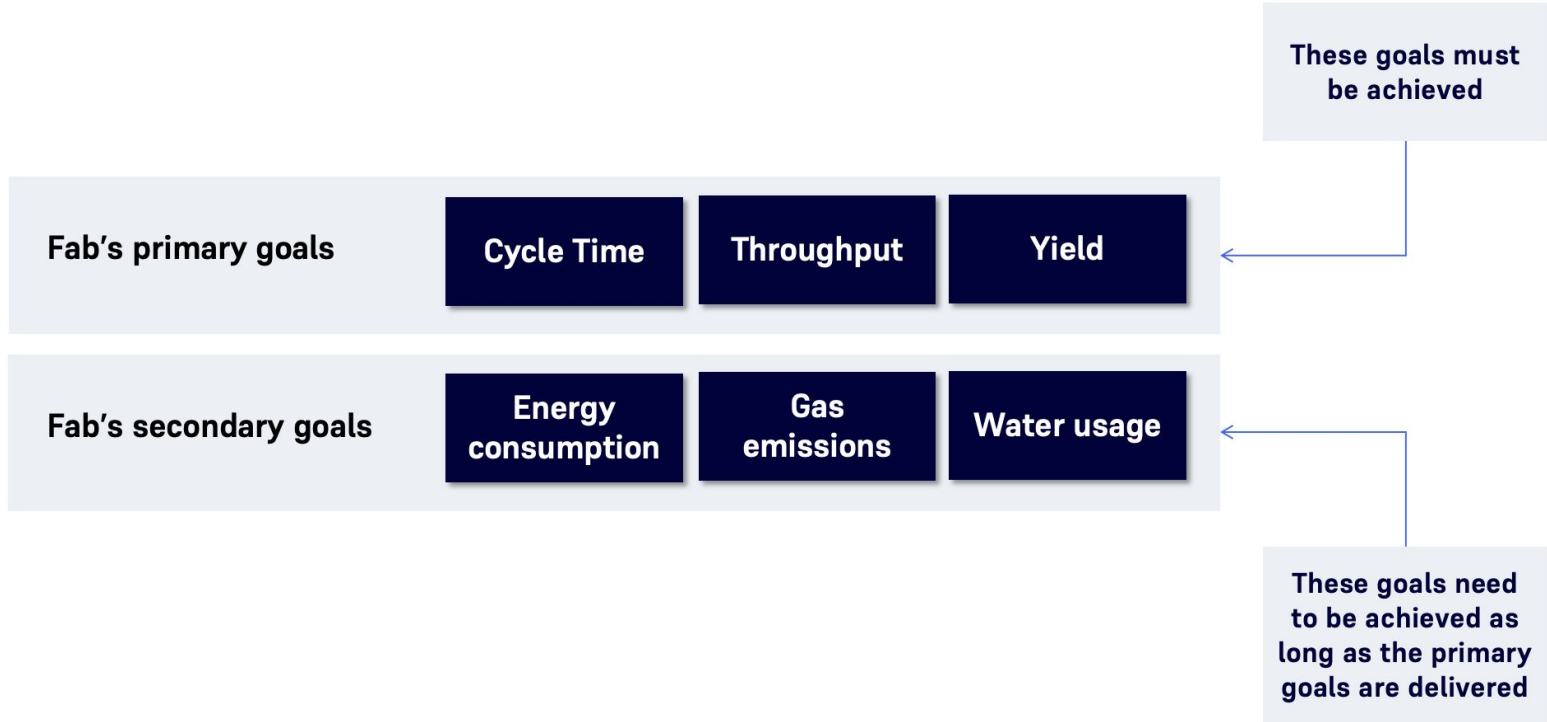 These goals must
be achieved
Fab's primary goals
Cycle Time
Throughput
Yield
Fab's secondary goals
Energy
consumption
Gas
emissions
Water usage
These goals need
to be achieved as
long as the primary
goals are delivered